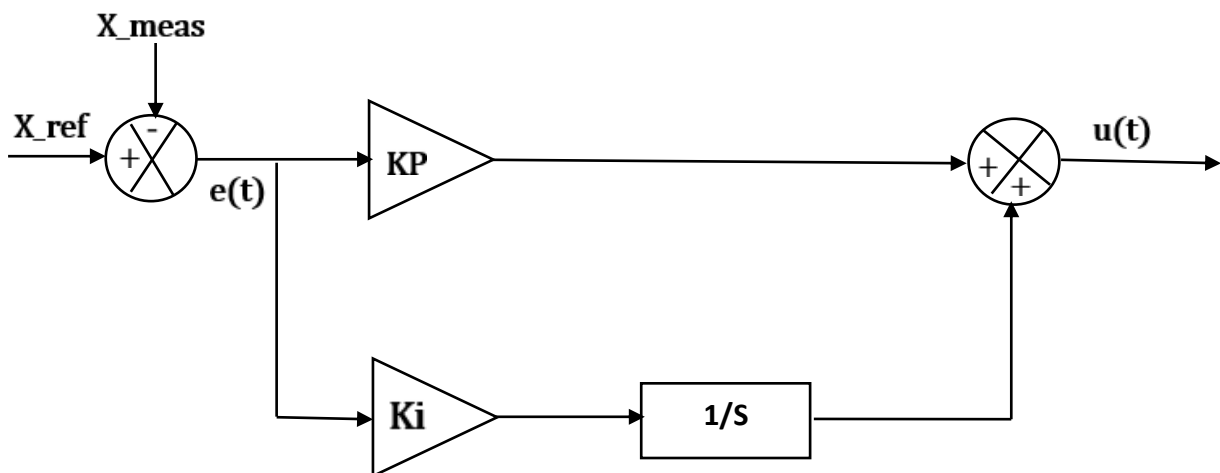 X_meas
X_ref
-
+
e(t)
KP
+
+
u(t)
Ki
1/S